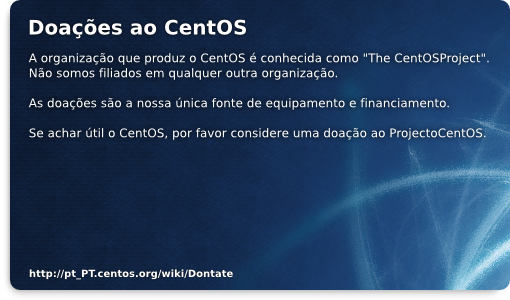 Doações ao CentOS
A organização que produz o CentOS é conhecida como "The CentOSProject".
Não somos filiados em qualquer outra organização.
As doações são a nossa única fonte de equipamento e financiamento.
Se achar útil o CentOS, por favor considere uma doação ao ProjectoCentOS.
http://pt_PT.centos.org/wiki/Dontate